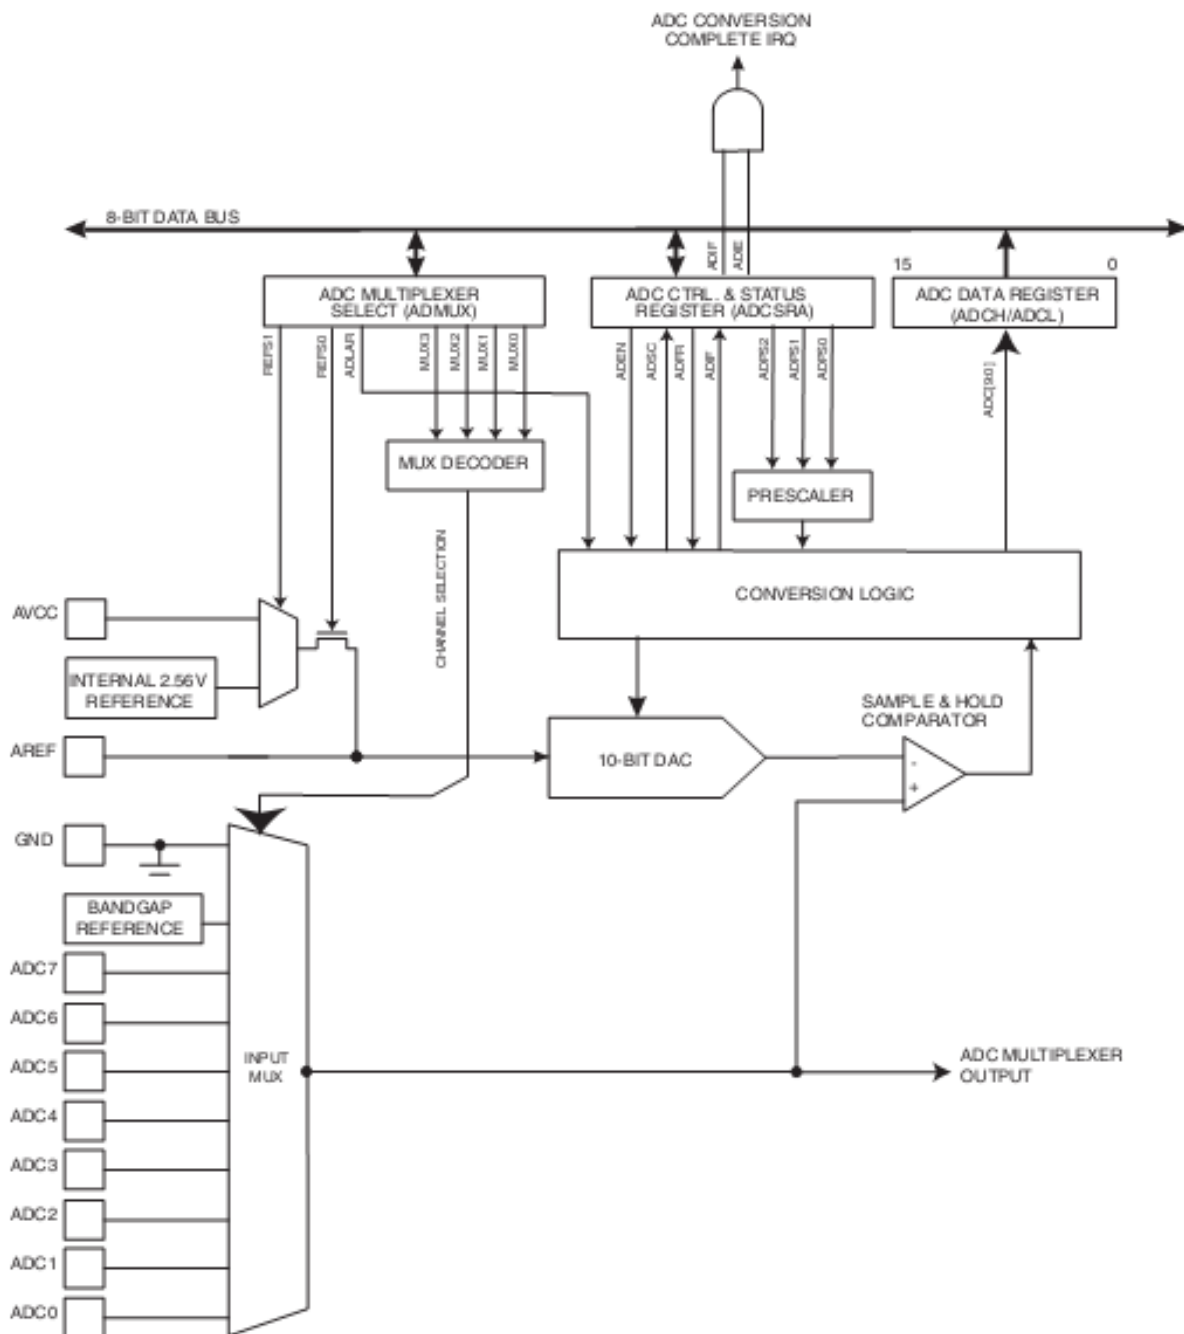 ADC CONVERSION
COMPLETE IRQ
8-BIT DATA BUS
ADIF
ADIE
15
0
ADC MULTIPLEXER
SELECT (ADMUX)
ADC CTRL. & STATUS
REGISTER (ADCSRA)
ADC DATA REGISTER
(ADCH/ADCL)
REFS1
REFS0
ADLAR
MUX3
MUX2
MUX1
MUX0
ADEN
ADSC
ADFR
ADIF
ADPS2
ADPS1
ADPS0
ADC[9:0]
MUX DECODER
PRESCALER
CHANNEL SELECTION
CONVERSION LOGIC
AVCC
INTERNAL 2.56V
REFERENCE
SAMPLE & HOLD
COMPARATOR
AREF
10-BIT DAC
-
+
GND
BANDGAP
REFERENCE
ADC7
ADC6
ADC5
INPUT
MUX
ADC MULTIPLEXER
OUTPUT
ADC4
ADC3
ADC2
ADC1
ADC0